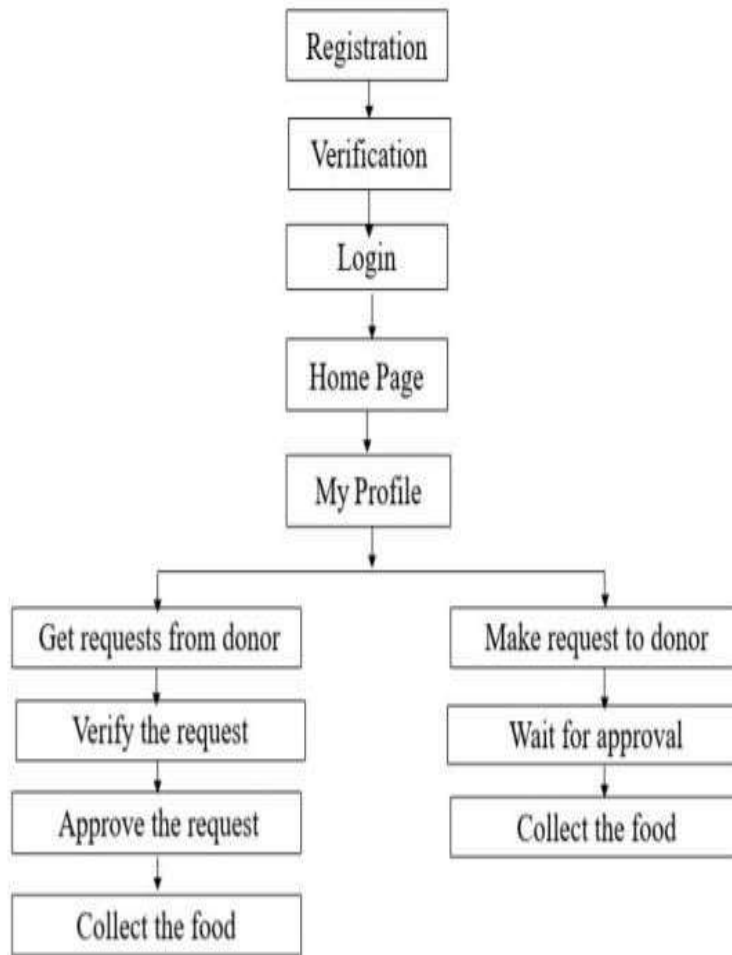 Registration
Verification
Login
Home Page
My Profile
Get requests from donor
Verify the request
Approve the request
Collect the food
Make request to donor
Wait for approval
Collect the food